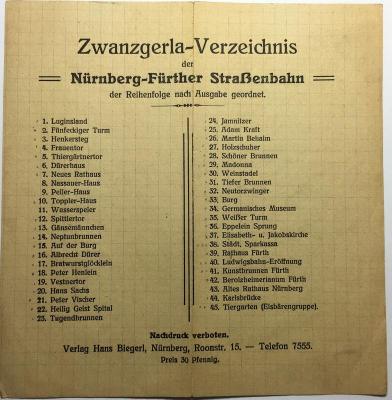 Zwanzgerla-Verzeichnis
der
Nürnberg-Fürther Straßenbahn
der Reihenfolge nach Ausgabe geordnet.
1. Luginsland
2. Fünfeckiger Turm
3. Henkersteg
4. Frauentor
5. Thiergärtnertor
6. Dürerhaus
7. Neues Rathaus
8. Nassauer-Haus
9. Peller-Haus
10. Toppler-Haus
11. Wasserspeier
12. Spittlertor
13. Gänsemännchen
14. Neptunbrunnen
15. Auf der Burg
16. Albrecht Dürer
17. Bratwurstglöcklein
18. Peter Henlein
19. Vestnertor
20. Hans Sachs
21. Peter Vischer
22. Heilig Geist Spital
23. Tugendbrunnen
24. Jamnitzer
25. Adam Kraft
26. Martin Behaim
27. Holzschuher
28. Schöner Brunnen
29. Madonna
30. Weinstadel
31. Tiefer Brunnen
32. Neutorzwinger
33. Burg
34. Germanisches Museum
35. Weißer Turm
36. Eppelein Sprung
37. Elisabeth- u. Jakobskirche
38. Städt. Sparkassa
39. Rathaus Fürth
40. Ludwigsbahn-Eröffnung
41. Kunstbrunnen Fürth
42. Berolzheimerianum Fürth
43. Altes Rathaus Nürnberg
44. Karlsbrücke
45. Tiergarten (Eisbärengruppe).
Nachdruck verboten.
Verlag Hans Biegerl, Nürnberg, Roonstr. 15. — Telefon 7555.
Preis 30 Pfennig.